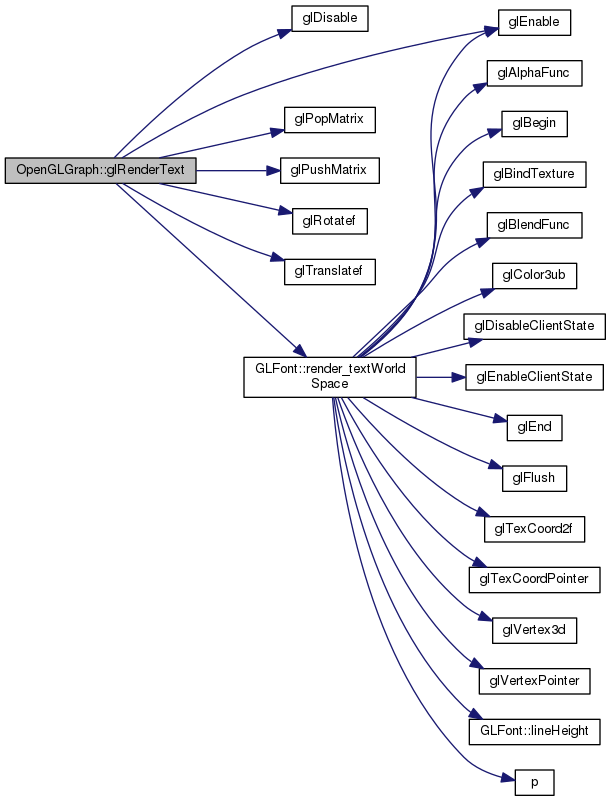 glDisable
glEnable
glAlphaFunc
glPopMatrix
glBegin
OpenGLGraph::glRenderText
glPushMatrix
glBindTexture
glRotatef
glBlendFunc
glTranslatef
glColor3ub
glDisableClientState
GLFont::render_textWorld
Space
glEnableClientState
glEnd
glFlush
glTexCoord2f
glTexCoordPointer
glVertex3d
glVertexPointer
GLFont::lineHeight
p